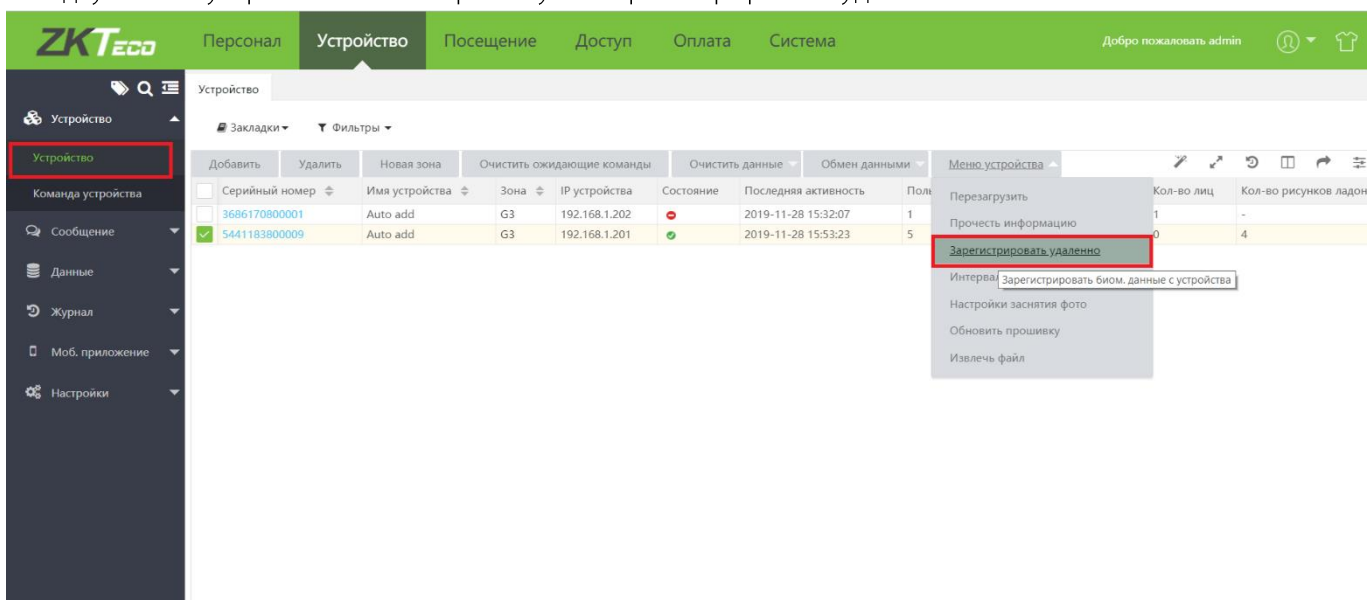 ZKTeco
Персонал Устройство Посещение Доступ Оплата Система Добро пожаловать admin
Устройство
Устройство
Закладки Фильтры
Устройство
Добавить Удалить Новая зона Очистить ожидающие команды Очистить данные Обмен данными Меню устройства
Команда устройства
Серийный номер Имя устройства Зона IP устройства Состояние Последняя активность Поль Кол-во лиц Кол-во рисунков ладон
3686170800001 Auto add G3 192.168.1.202 2019-11-28 15:32:07 1 1 -
5441183800009 Auto add G3 192.168.1.201 2019-11-28 15:53:23 5 0 4
Перезагрузить
Прочесть информацию
Зарегистрировать удаленно
Интервал
Зарегистрировать биом. данные с устройства
Настройки заснятия фото
Обновить прошивку
Извлечь файл
Сообщение
Данные
Журнал
Моб. приложение
Настройки